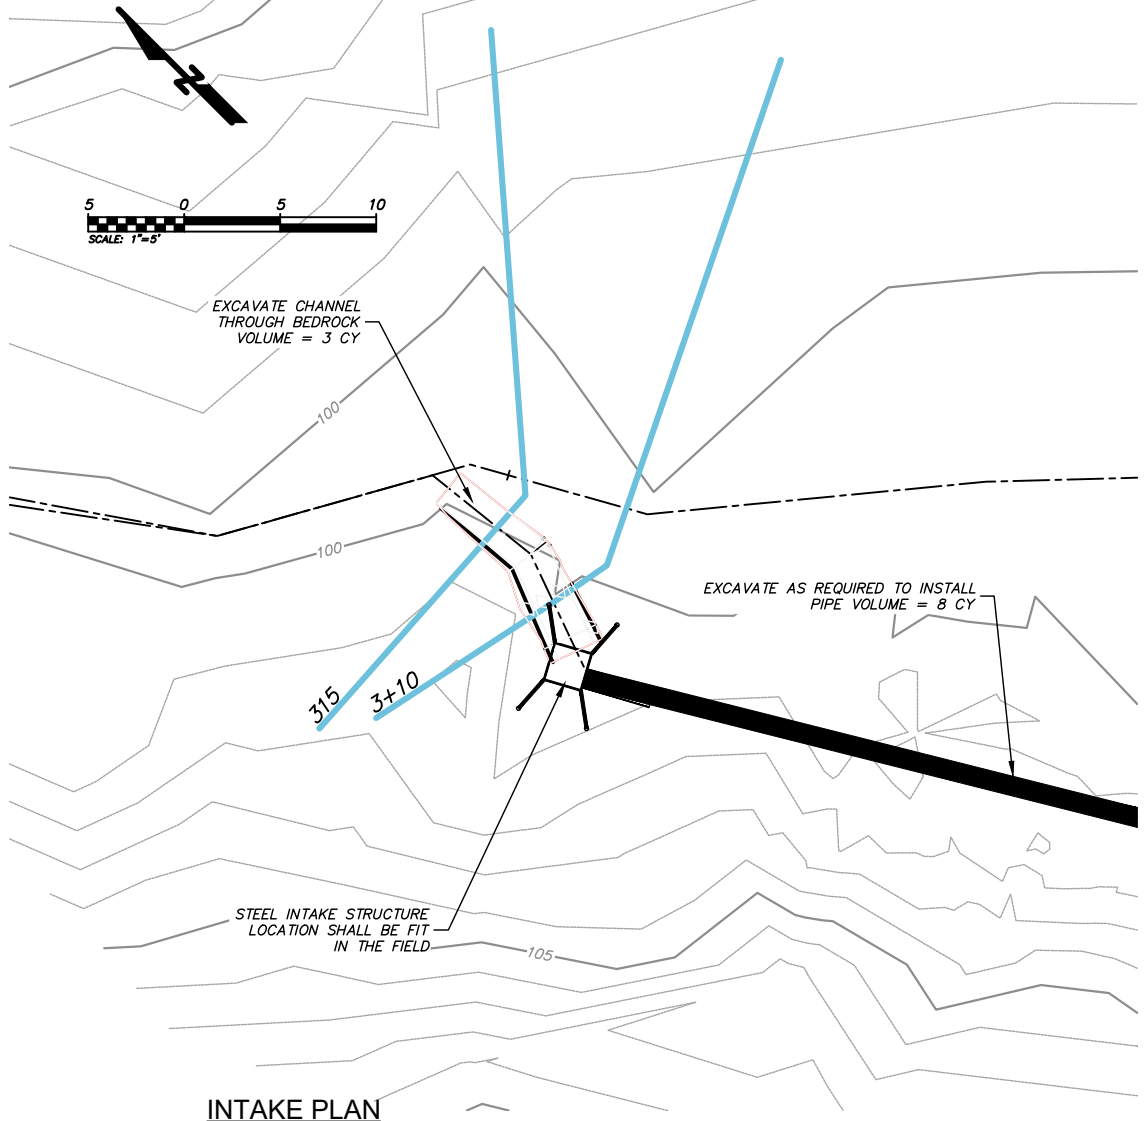 N
5 0 5 10
SCALE: 1"=5'
EXCAVATE CHANNEL
THROUGH BEDROCK
VOLUME = 3 CY
100
100
EXCAVATE AS REQUIRED TO INSTALL
PIPE VOLUME = 8 CY
315
3+10
STEEL INTAKE STRUCTURE
LOCATION SHALL BE FIT
IN THE FIELD
105
INTAKE PLAN